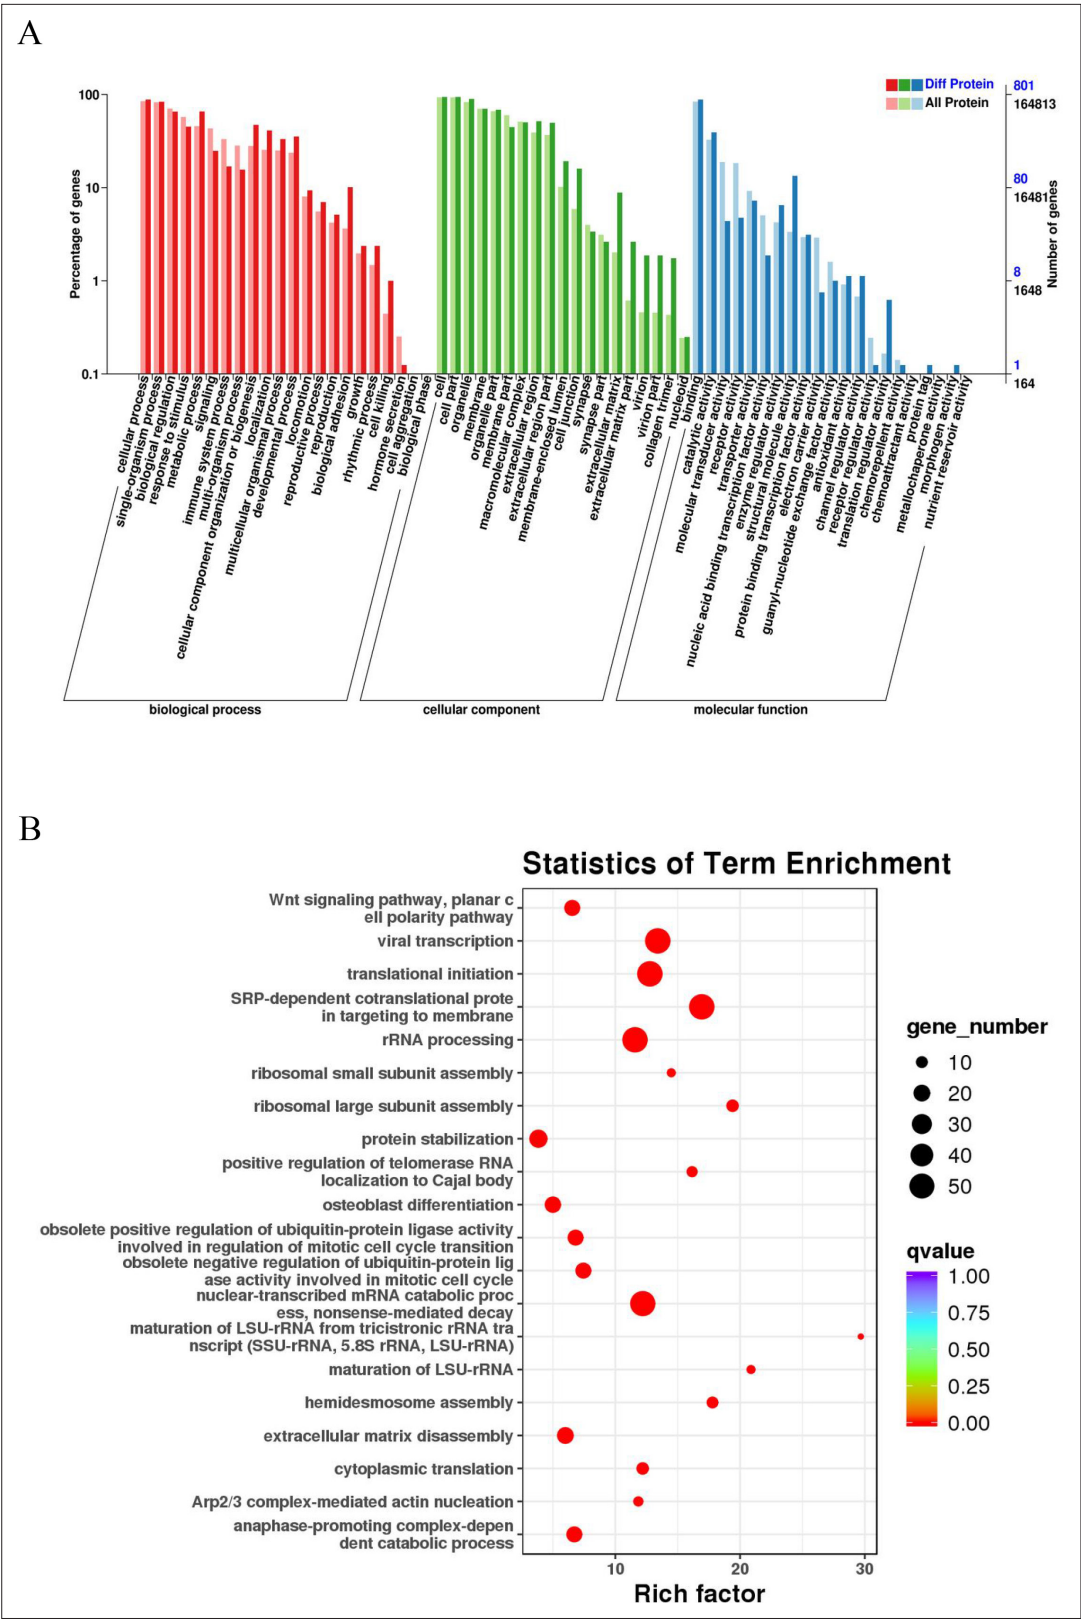 A
Diff Protein
All Protein
801
164813
80
16481
8
1648
1
164
Number of genes
100
10
1
0.1
Percentage of genes
cellular process
single-organism process
biological regulation
response to stimulus
metabolic process
signaling
immune system process
multi-organism process
cellular component organization or biogenesis
localization
multicellular organismal process
developmental process
locomotion
reproductive process
reproduction
biological adhesion
growth
rhythmic process
cell killing
hormone secretion
cell aggregation
biological phase
cell
cell part
organelle
membrane
organelle part
membrane part
macromolecular complex
extracellular region
extracellular region part
membrane-enclosed lumen
cell junction
synapse
synapse part
extracellular matrix
extracellular matrix part
virion
virion part
collagen trimer
nucleoid
binding
catalytic activity
molecular transducer activity
receptor activity
transporter activity
nucleic acid binding transcription factor activity
enzyme regulator activity
structural molecule activity
protein binding transcription factor activity
electron carrier activity
guanyl-nucleotide exchange factor activity
antioxidant activity
channel regulator activity
receptor regulator activity
translation regulator activity
chemorepellent activity
chemoattractant activity
protein tag
metallochaperone activity
morphogen activity
nutrient reservoir activity
biological process
cellular component
molecular function
B
Statistics of Term Enrichment
Wnt signaling pathway, planar c
ell polarity pathway
viral transcription
translational initiation
SRP-dependent cotranslational prote
in targeting to membrane
rRNA processing
ribosomal small subunit assembly
ribosomal large subunit assembly
protein stabilization
positive regulation of telomerase RNA
localization to Cajal body
osteoblast differentiation
obsolete positive regulation of ubiquitin-protein ligase activity
involved in regulation of mitotic cell cycle transition
obsolete negative regulation of ubiquitin-protein lig
ase activity involved in mitotic cell cycle
nuclear-transcribed mRNA catabolic proc
ess, nonsense-mediated decay
maturation of LSU-rRNA from tricistronic rRNA tra
nscript (SSU-rRNA, 5.8S rRNA, LSU-rRNA)
maturation of LSU-rRNA
hemidesmosome assembly
extracellular matrix disassembly
cytoplasmic translation
Arp2/3 complex-mediated actin nucleation
anaphase-promoting complex-depen
dent catabolic process
10
20
30
Rich factor
gene_number
10
20
30
40
50
qvalue
1.00
0.75
0.50
0.25
0.00